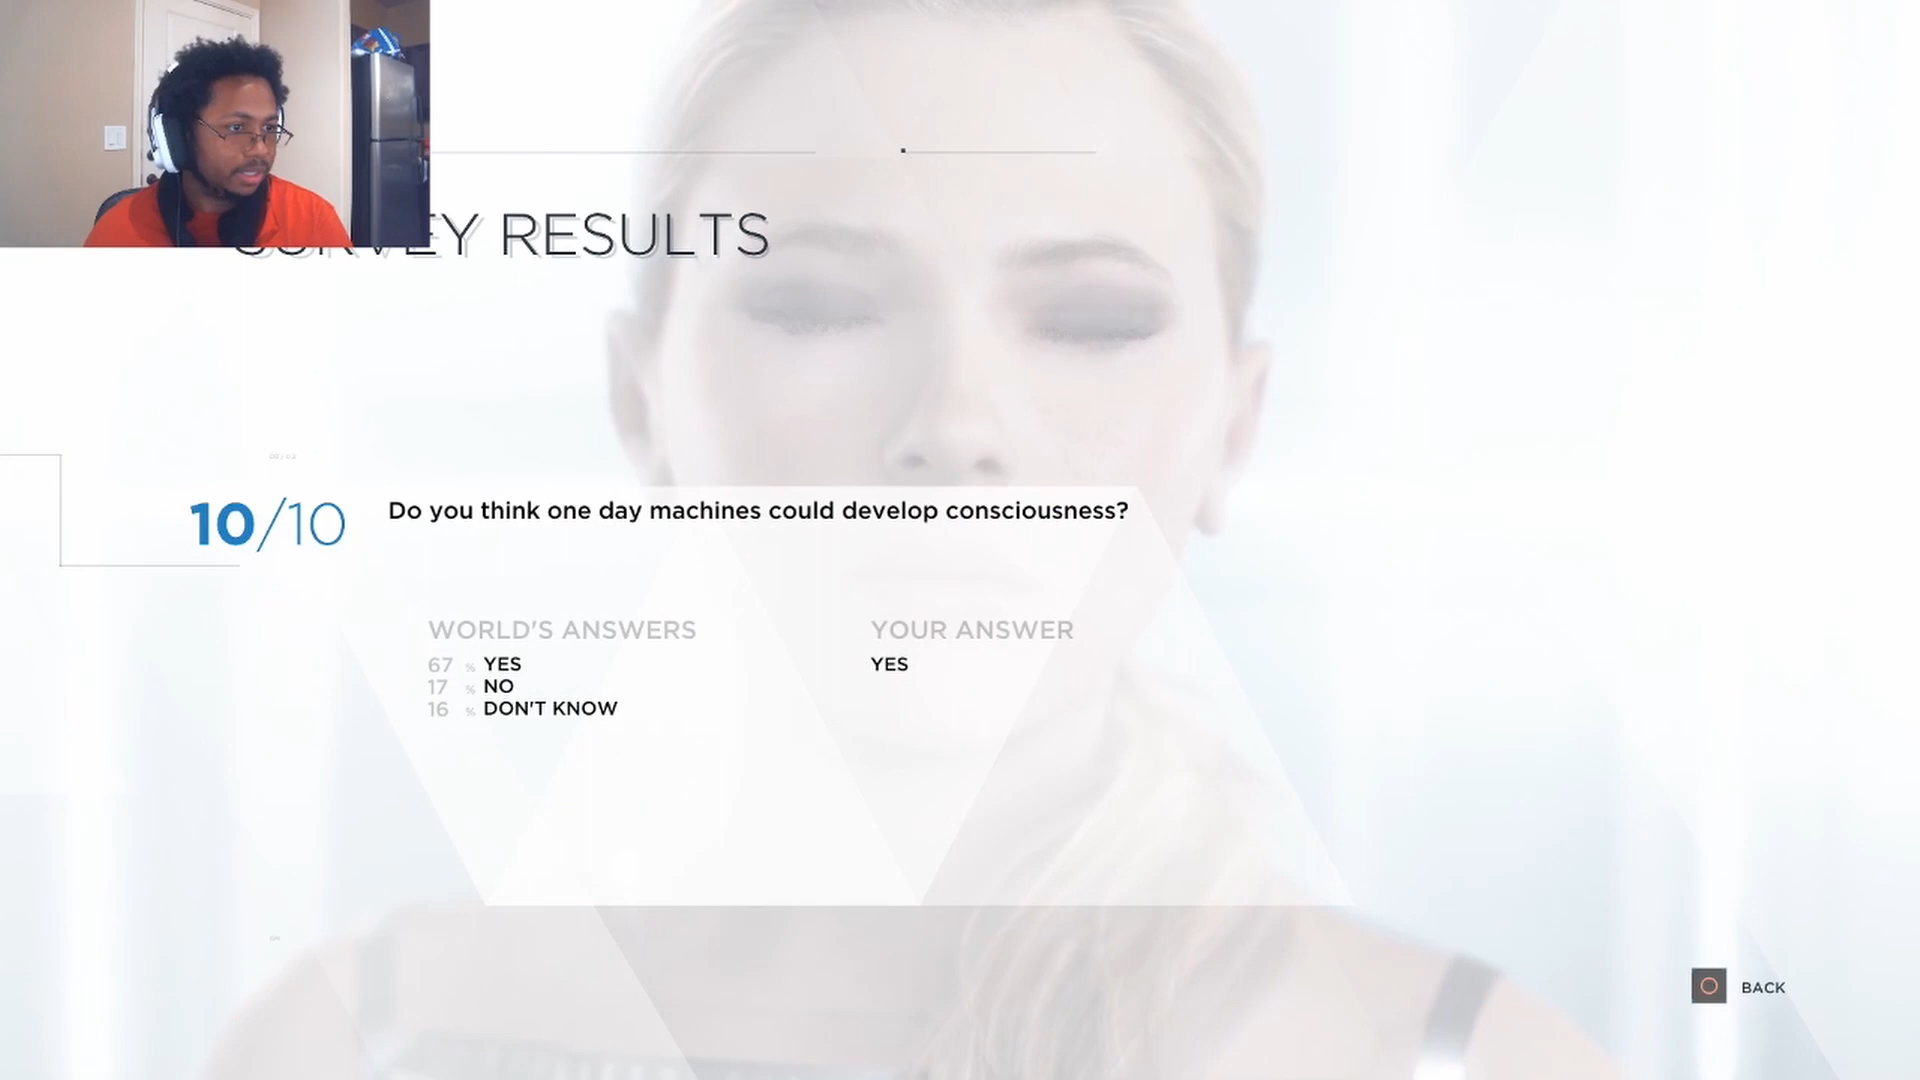 SURVEY RESULTS
10/10
Do you think one day machines could develop consciousness?
WORLD'S ANSWERS
67 % YES
17 % NO
16 % DON'T KNOW
YOUR ANSWER
YES
BACK